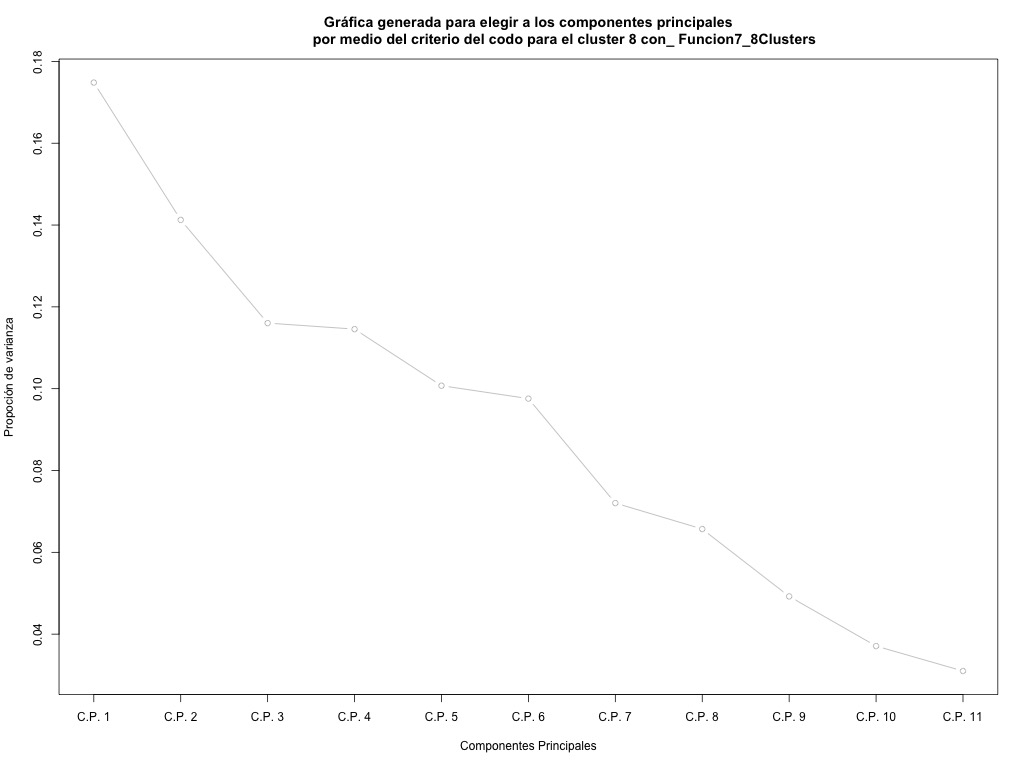 Gráfica generada para elegir a los componentes principales
por medio del criterio del codo para el cluster 8 con_ Funcion7_8Clusters
0.18
0.16
0.14
0.12
0.10
0.08
0.06
0.04
Propoción de varianza
C.P. 1 C.P. 2 C.P. 3 C.P. 4 C.P. 5 C.P. 6 C.P. 7 C.P. 8 C.P. 9 C.P. 10 C.P. 11
Componentes Principales